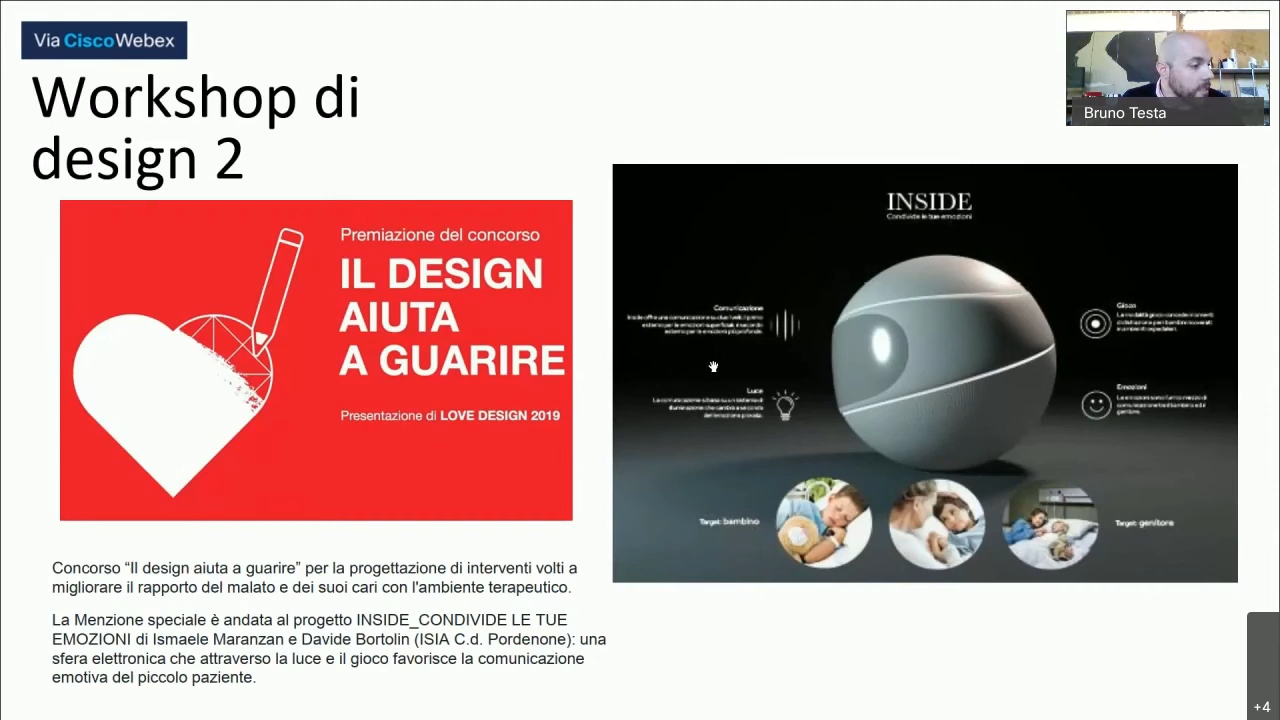 Via CiscoWebex
Workshop di
design 2
Bruno Testa
Premiazione del concorso
IL DESIGN
AIUTA
A GUARIRE
Presentazione di LOVE DESIGN 2019
INSIDE
Condivide le tue emozioni
Comunicazione
Luce
Gioco
Emozioni
Target: bambino
Target: genitore
Concorso “Il design aiuta a guarire” per la progettazione di interventi volti a
migliorare il rapporto del malato e dei suoi cari con l'ambiente terapeutico.
La Menzione speciale è andata al progetto INSIDE_CONDIVIDE LE TUE
EMOZIONI di Ismaele Maranzan e Davide Bortolin (ISIA C.d. Pordenone): una
sfera elettronica che attraverso la luce e il gioco favorisce la comunicazione
emotiva del piccolo paziente.
+4